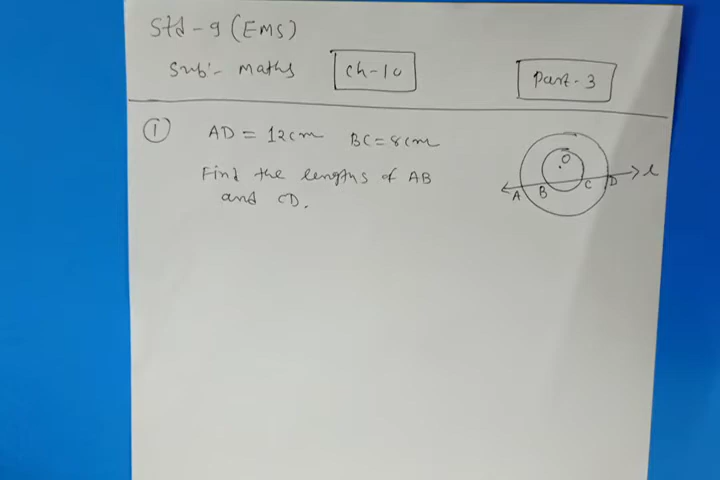 Std - 9 (EMS)
Sub:- Maths
Ch-10
Part-3
① AD = 12cm BC = 8cm
Find the lengths of AB
and CD.
O
A B C D l